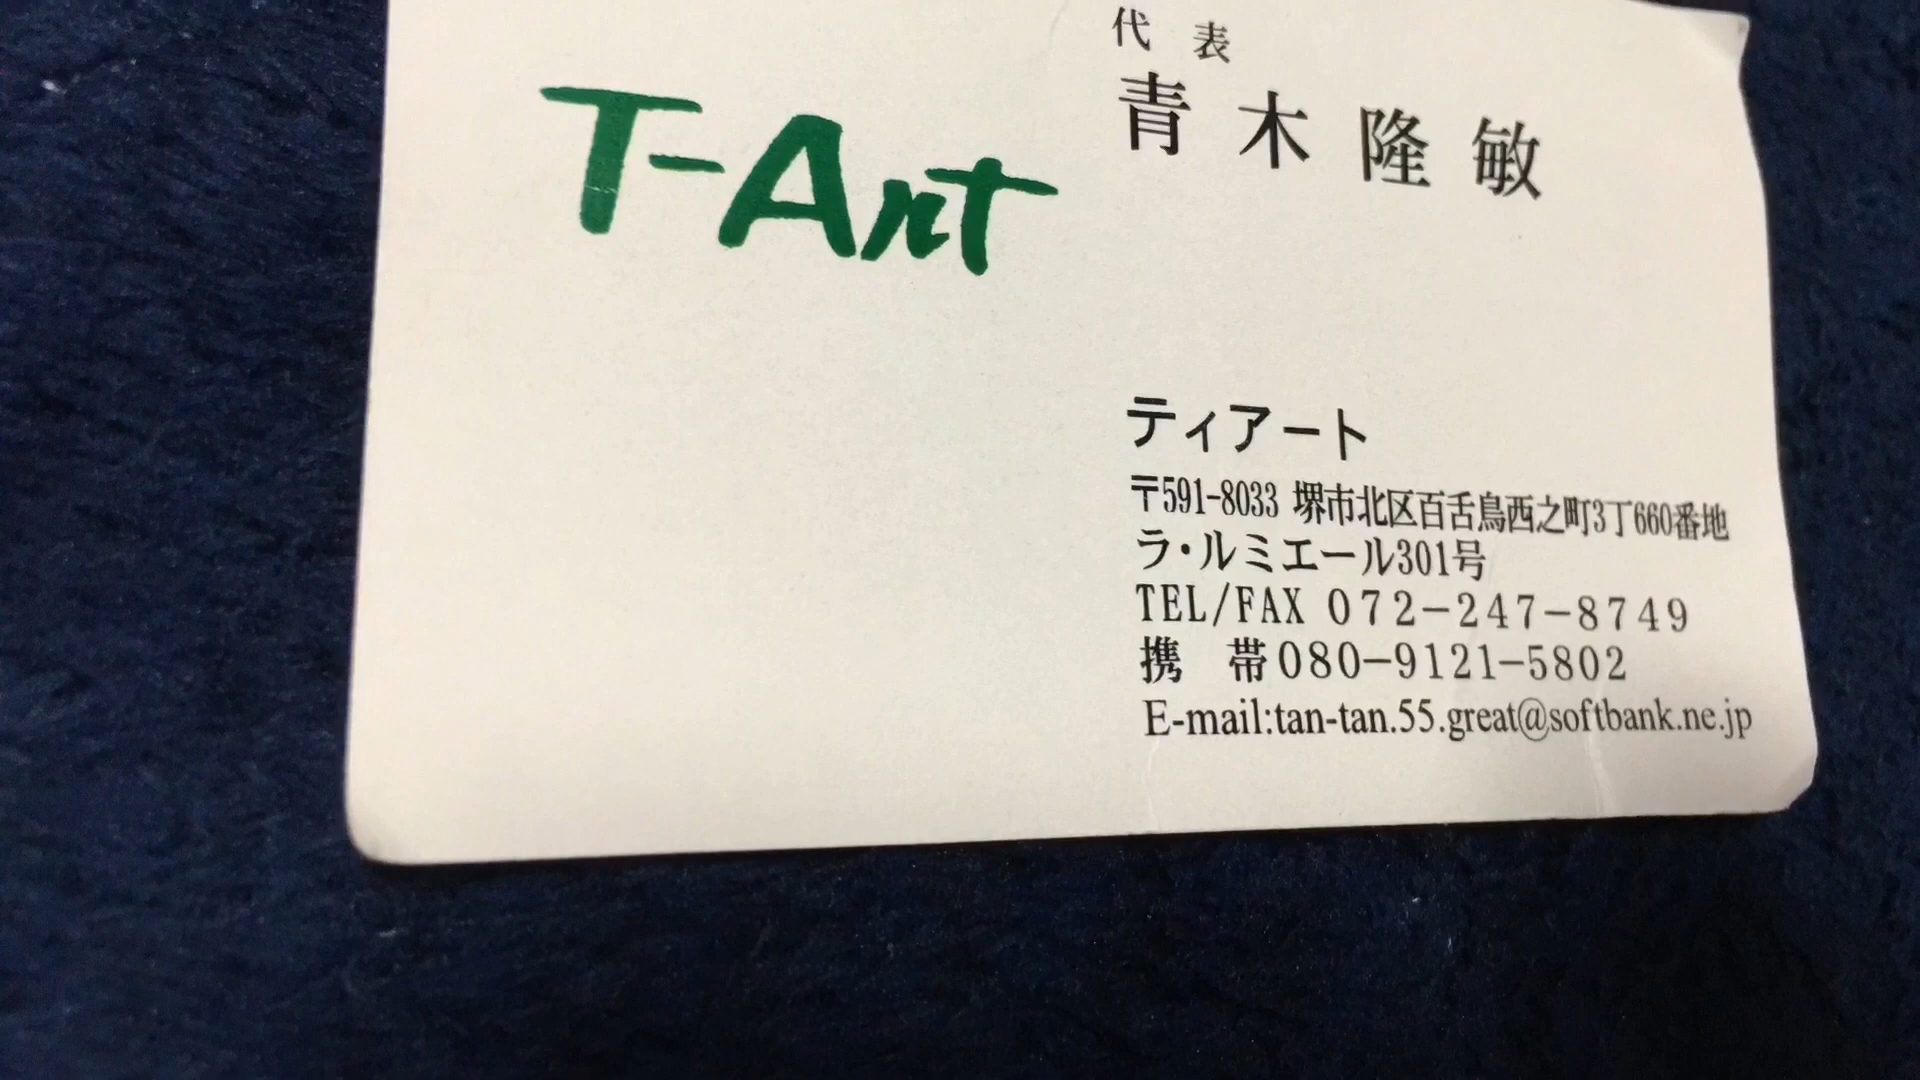 T-Art
代 表
青 木 隆 敏
ティアート
〒591-8033 堺市北区百舌鳥西之町3丁660番地
ラ・ルミエール301号
TEL/FAX 072-247-8749
携 帯 080-9121-5802
E-mail:tan-tan.55.great@softbank.ne.jp